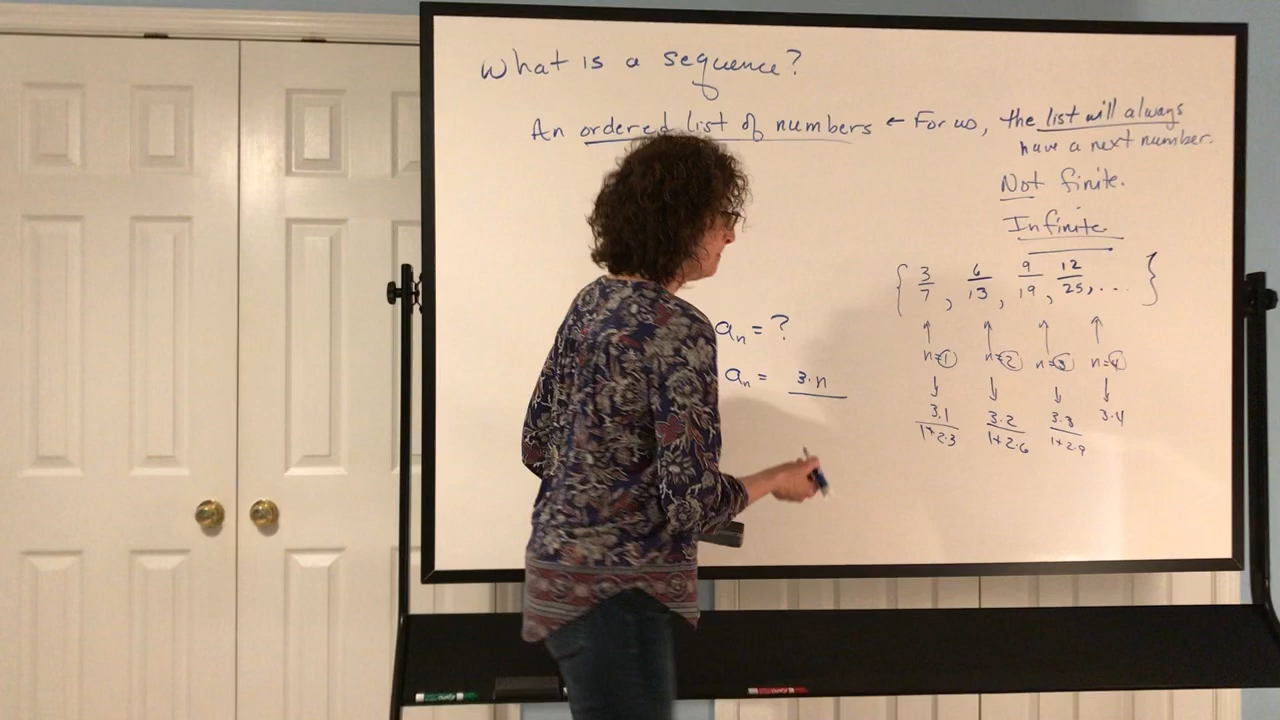 What is a sequence?
An ordered list of numbers ← For us, the list will always
have a next number.
Not finite.
Infinite.
{ 3/7, 6/13, 9/19, 12/25, ... }
aₙ = ?
n=1 n=2 n=3 n=4
aₙ = 3·n
3·1/1+2·3 3·2/1+2·6 3·3/1+2·9 3·4